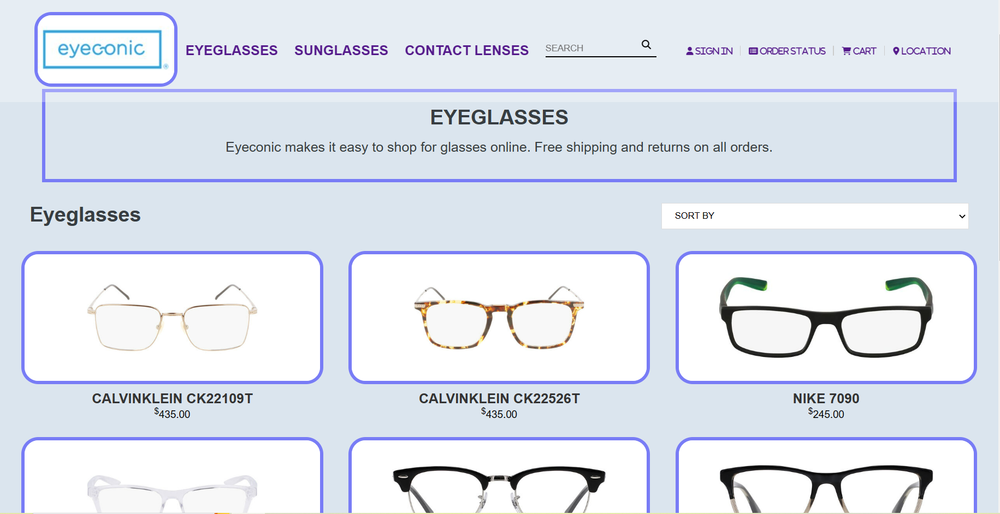 eyeconic
®
EYEGLASSES SUNGLASSES CONTACT LENSES SEARCH SIGN IN ORDER STATUS CART LOCATION
EYEGLASSES
Eyeconic makes it easy to shop for glasses online. Free shipping and returns on all orders.
Eyeglasses
SORT BY
CALVINKLEIN CK22109T
$435.00
CALVINKLEIN CK22526T
$435.00
NIKE 7090
$245.00